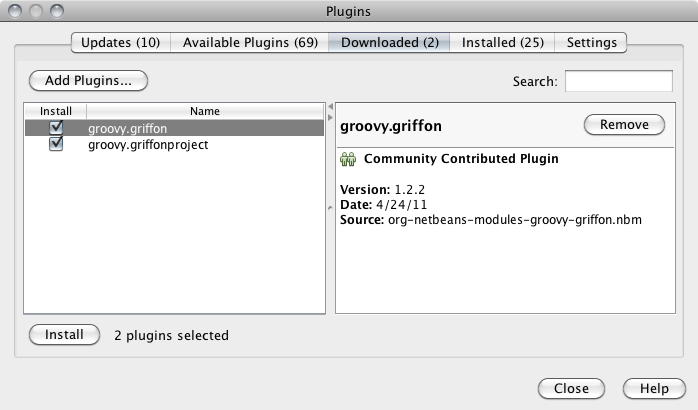 Plugins
Updates (10) Available Plugins (69) Downloaded (2) Installed (25) Settings
Add Plugins... Search:
Install Name
groovy.griffon
groovy.griffonproject
groovy.griffon Remove
Community Contributed Plugin
Version: 1.2.2
Date: 4/24/11
Source: org-netbeans-modules-groovy-griffon.nbm
Install 2 plugins selected
Close Help